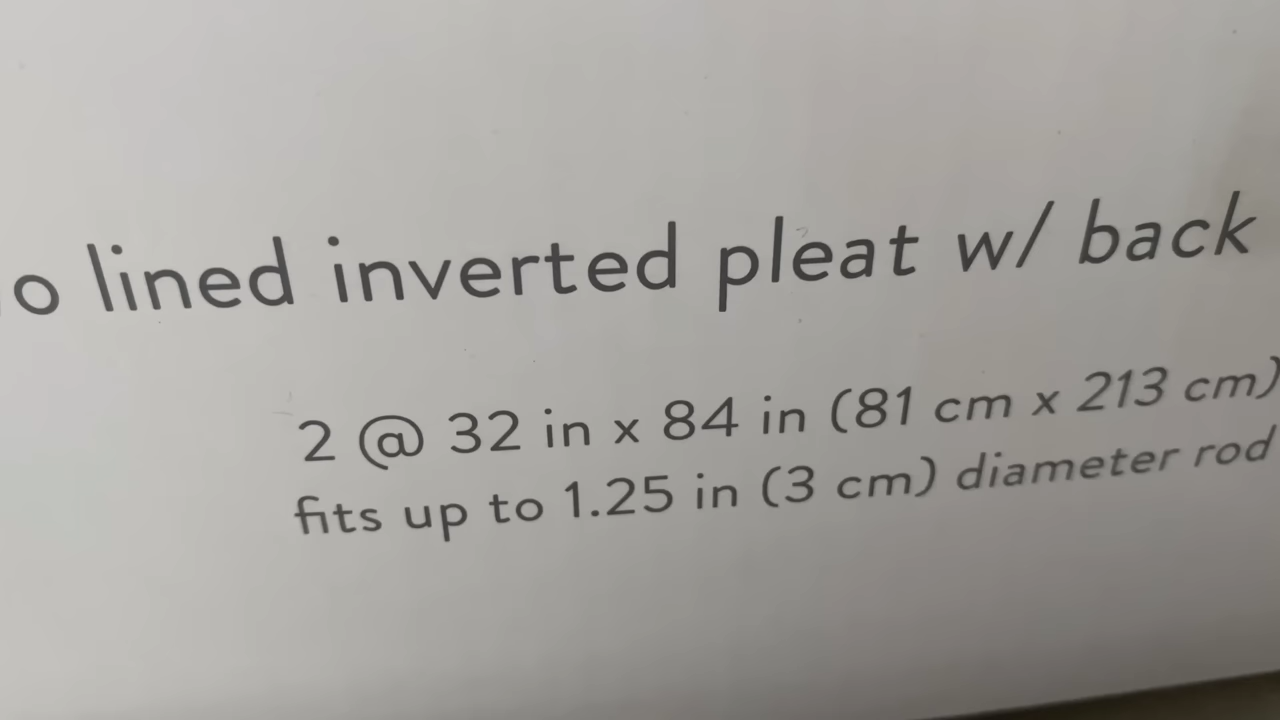 lined inverted pleat w/ back
2 @ 32 in x 84 in (81 cm x 213 cm)
fits up to 1.25 in (3 cm) diameter rod